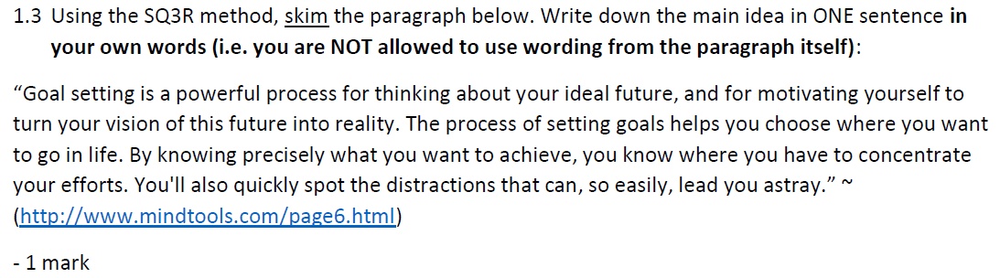 1.3 Using the SQ3R method, skim the paragraph below. Write down the main idea in ONE sentence in
your own words (i.e. you are NOT allowed to use wording from the paragraph itself):
“Goal setting is a powerful process for thinking about your ideal future, and for motivating yourself to
turn your vision of this future into reality. The process of setting goals helps you choose where you want
to go in life. By knowing precisely what you want to achieve, you know where you have to concentrate
your efforts. You'll also quickly spot the distractions that can, so easily, lead you astray.” ~
(http://www.mindtools.com/page6.html)
- 1 mark